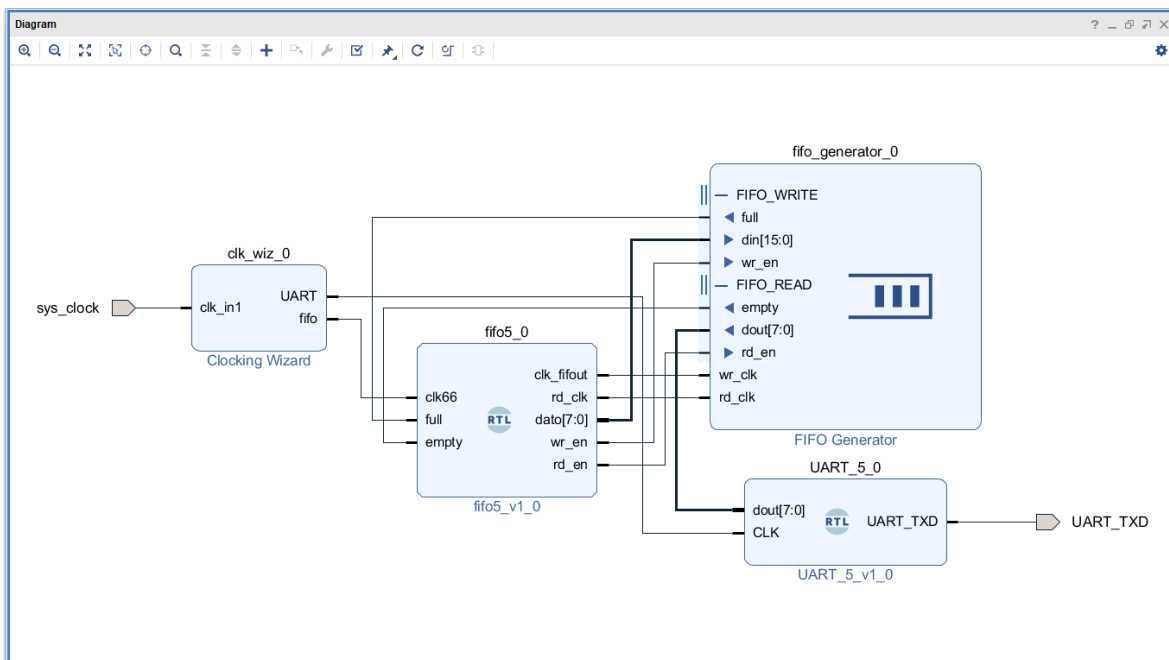 Diagram
sys_clock
clk_wiz_0
clk_in1
UART
fifo
Clocking Wizard
fifo5_0
clk66
full
empty
RTL
clk_fifout
rd_clk
dato[7:0]
wr_en
rd_en
fifo5_v1_0
fifo_generator_0
FIFO_WRITE
full
din[15:0]
wr_en
FIFO_READ
empty
dout[7:0]
rd_en
wr_clk
rd_clk
FIFO Generator
UART_5_0
dout[7:0]
CLK
RTL
UART_TXD
UART_5_v1_0
UART_TXD